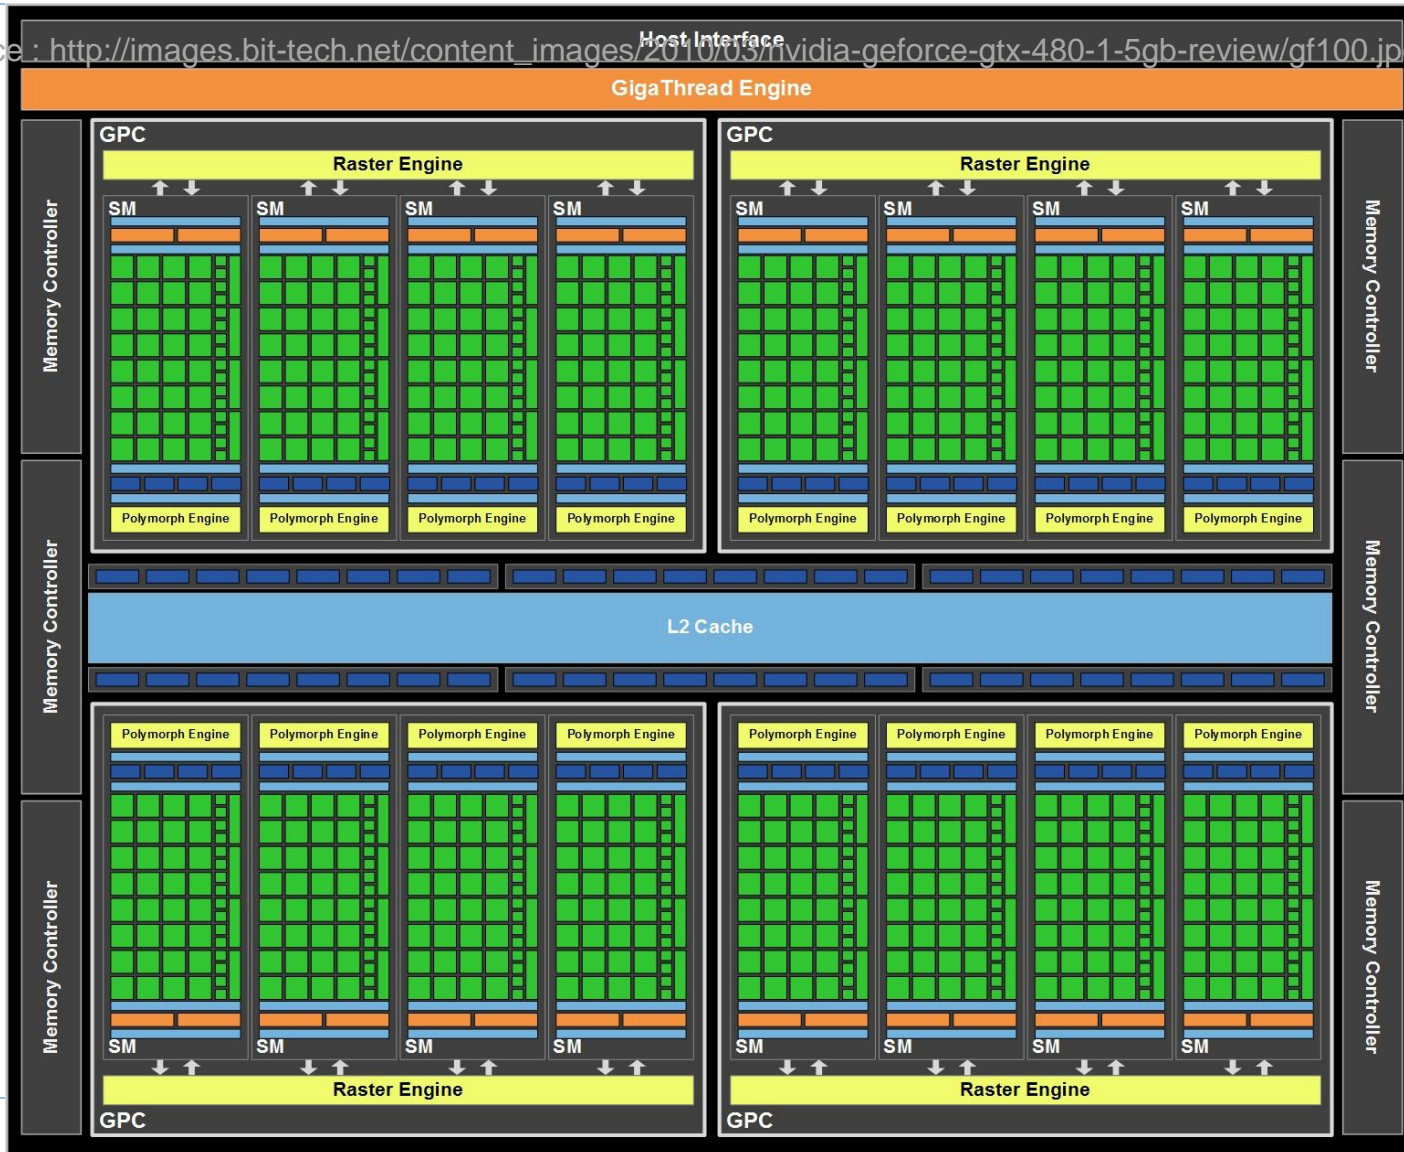 Host Interface
ce : http://images.bit-tech.net/content_images/2010/03/nvidia-geforce-gtx-480-1-5gb-review/gf100.jp
GigaThread Engine
GPC
GPC
Raster Engine
Raster Engine
SM
SM
SM
SM
SM
SM
SM
SM
Memory Controller
Memory Controller
Polymorph Engine
Polymorph Engine
Polymorph Engine
Polymorph Engine
Polymorph Engine
Polymorph Engine
Polymorph Engine
Polymorph Engine
Memory Controller
L2 Cache
Memory Controller
Polymorph Engine
Polymorph Engine
Polymorph Engine
Polymorph Engine
Polymorph Engine
Polymorph Engine
Polymorph Engine
Polymorph Engine
Memory Controller
Memory Controller
SM
SM
SM
SM
SM
SM
SM
SM
Raster Engine
Raster Engine
GPC
GPC